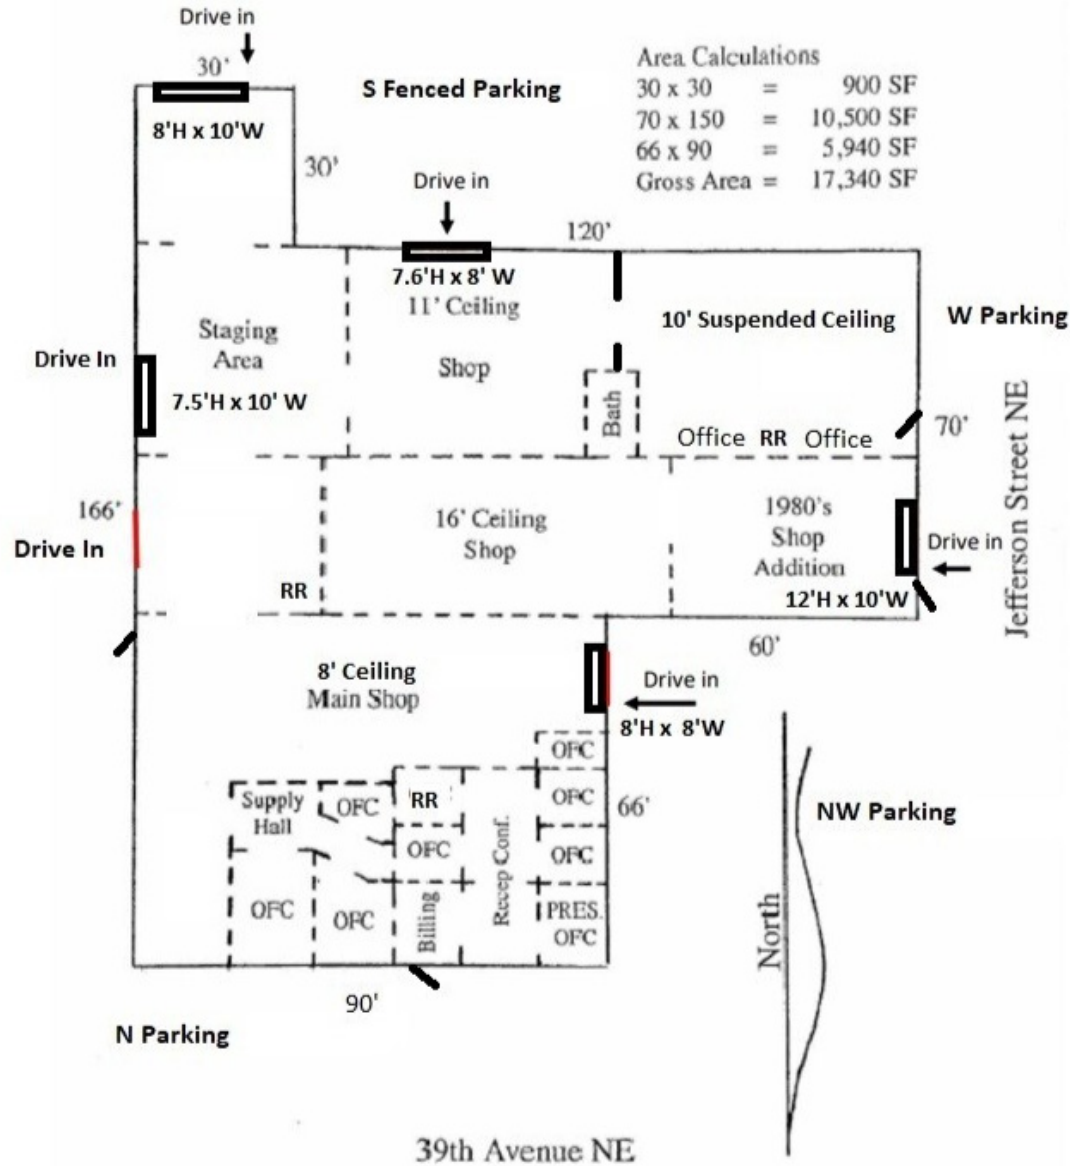 Drive in
30'
8'H x 10'W
S Fenced Parking
Area Calculations
30 x 30 = 900 SF
70 x 150 = 10,500 SF
66 x 90 = 5,940 SF
Gross Area = 17,340 SF
30'
Drive in
120'
7.6'H x 8' W
11' Ceiling
Shop
10' Suspended Ceiling
W Parking
Staging
Area
Drive In
7.5'H x 10' W
Bath
Office RR Office
70'
Jefferson Street NE
166'
Drive In
16' Ceiling
Shop
1980's
Shop
Addition
Drive in
12'H x 10'W
RR
60'
8' Ceiling
Main Shop
Drive in
8'H x 8'W
OFC
Supply
Hall
OFC
RR
OFC
66'
NW Parking
OFC
Recep Conf.
OFC
OFC
OFC
Billing
PRES.
OFC
North
90'
N Parking
39th Avenue NE